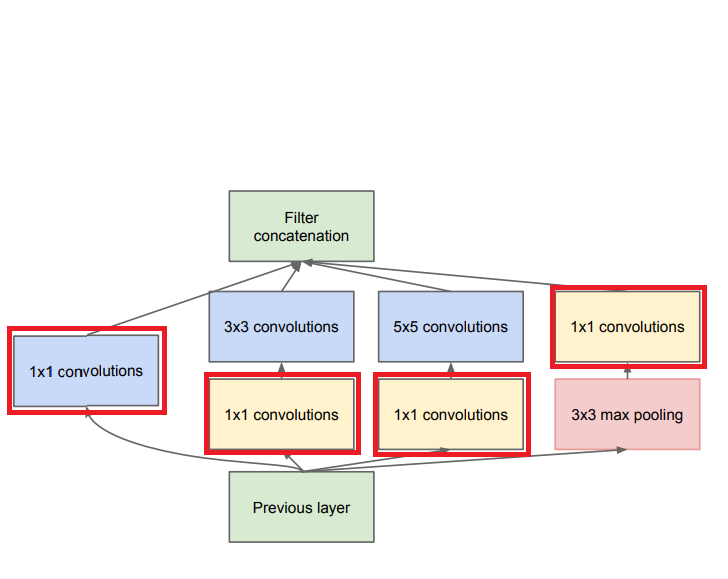 Filter
concatenation
3x3 convolutions
5x5 convolutions
1x1 convolutions
1x1 convolutions
1x1 convolutions
1x1 convolutions
3x3 max pooling
Previous layer